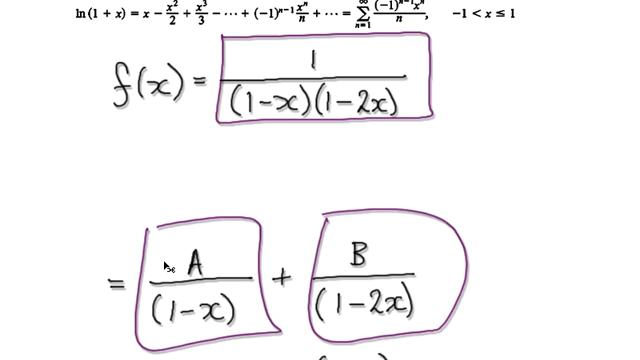 ln(1 + x) = x − x²/2 + x³/3 − ⋯ + (−1)ⁿ⁻¹ xⁿ/n + ⋯ = ∑ₙ₌₁^∞ (−1)ⁿ⁻¹xⁿ/n, −1 < x ≤ 1
f(x) = 1/((1−x)(1−2x))
= A/(1−x) + B/(1−2x)